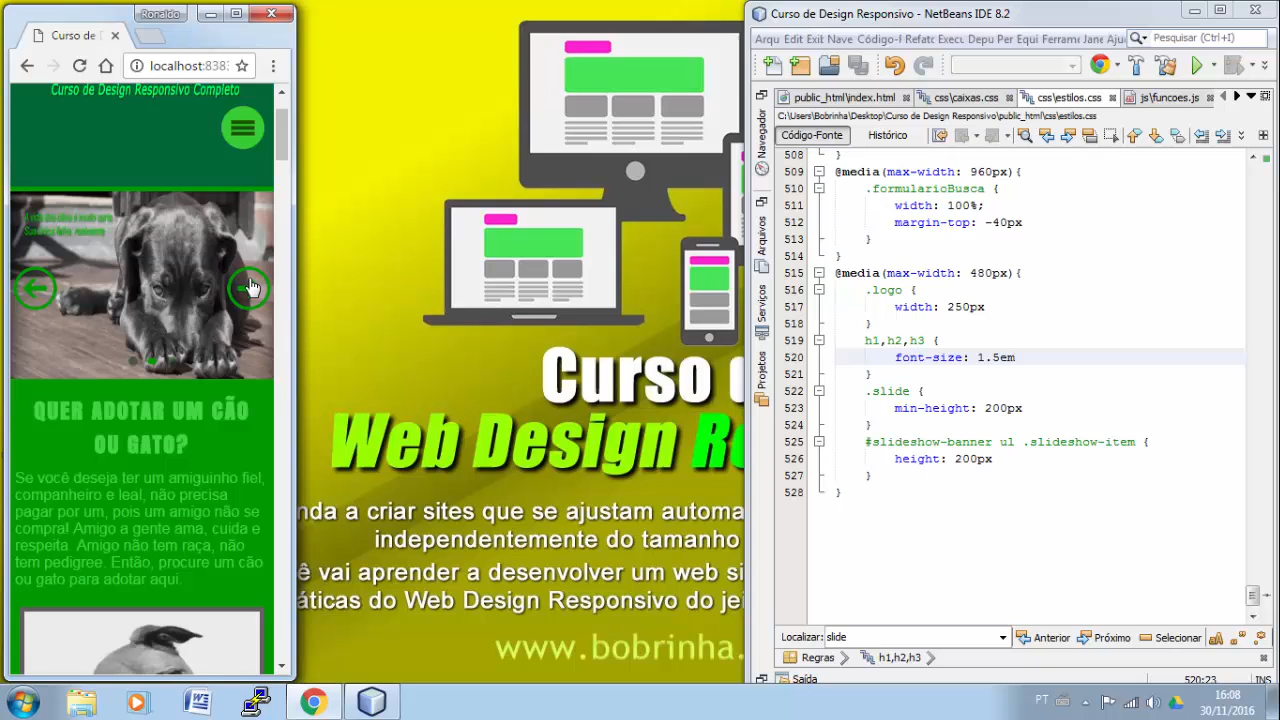 Ronaldo
Curso de D
localhost:8383
Curso de Design Responsivo Completo
QUER ADOTAR UM CÃO
OU GATO?
Se você deseja ter um amiguinho fiel,
companheiro e leal, não precisa
pagar por um, pois um amigo não se
compra! Amigo a gente ama, cuida e
respeita. Amigo não tem raça, não
tem pedigree. Então, procure um cão
ou gato para adotar aqui.
Curso d
Web Design Re
nda a criar sites que se ajustam automa
independentemente do tamanho
ê vai aprender a desenvolver um web si
áticas do Web Design Responsivo do jei
www.bobrinha.
Curso de Design Responsivo - NetBeans IDE 8.2
Arqu Edit Exit Nave Código-F Refato Execu Depu Per Equi Ferrame Jane Aju
Pesquisar (Ctrl+I)
public_html\index.html css\caixas.css css\estilos.css js\funcoes.js
C:\Users\Bobrinha\Desktop\Curso de Design Responsivo\public_html\css\estilos.css
Código-Fonte Histórico
Navegador
Arquivos
Serviços
Projetos
508 }
509 @media(max-width: 960px){
510 .formularioBusca {
511 width: 100%;
512 margin-top: -40px
513 }
514 }
515 @media(max-width: 480px){
516 .logo {
517 width: 250px
518 }
519 h1,h2,h3 {
520 font-size: 1.5em
521 }
522 .slide {
523 min-height: 200px
524 }
525 #slideshow-banner ul .slideshow-item {
526 height: 200px
527 }
528 }
Localizar: slide Anterior Próximo Selecionar
Regras h1,h2,h3
Saída
520:23 INS
PT
16:08
30/11/2016